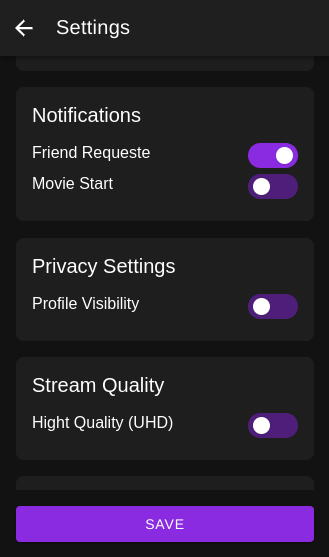 Settings
Notifications
Friend Requeste
Movie Start
Privacy Settings
Profile Visibility
Stream Quality
Hight Quality (UHD)
SAVE